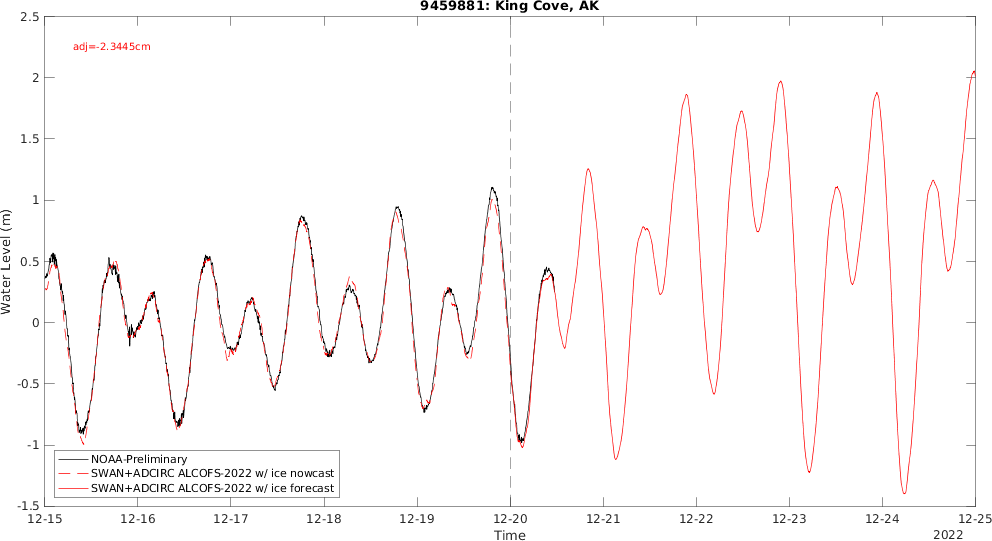 9459881: King Cove, AK
adj=-2.3445cm
Water Level (m)
2.5
2
1.5
1
0.5
0
-0.5
-1
-1.5
NOAA-Preliminary
SWAN+ADCIRC ALCOFS-2022 w/ ice nowcast
SWAN+ADCIRC ALCOFS-2022 w/ ice forecast
12-15 12-16 12-17 12-18 12-19 12-20 12-21 12-22 12-23 12-24 12-25
Time
2022